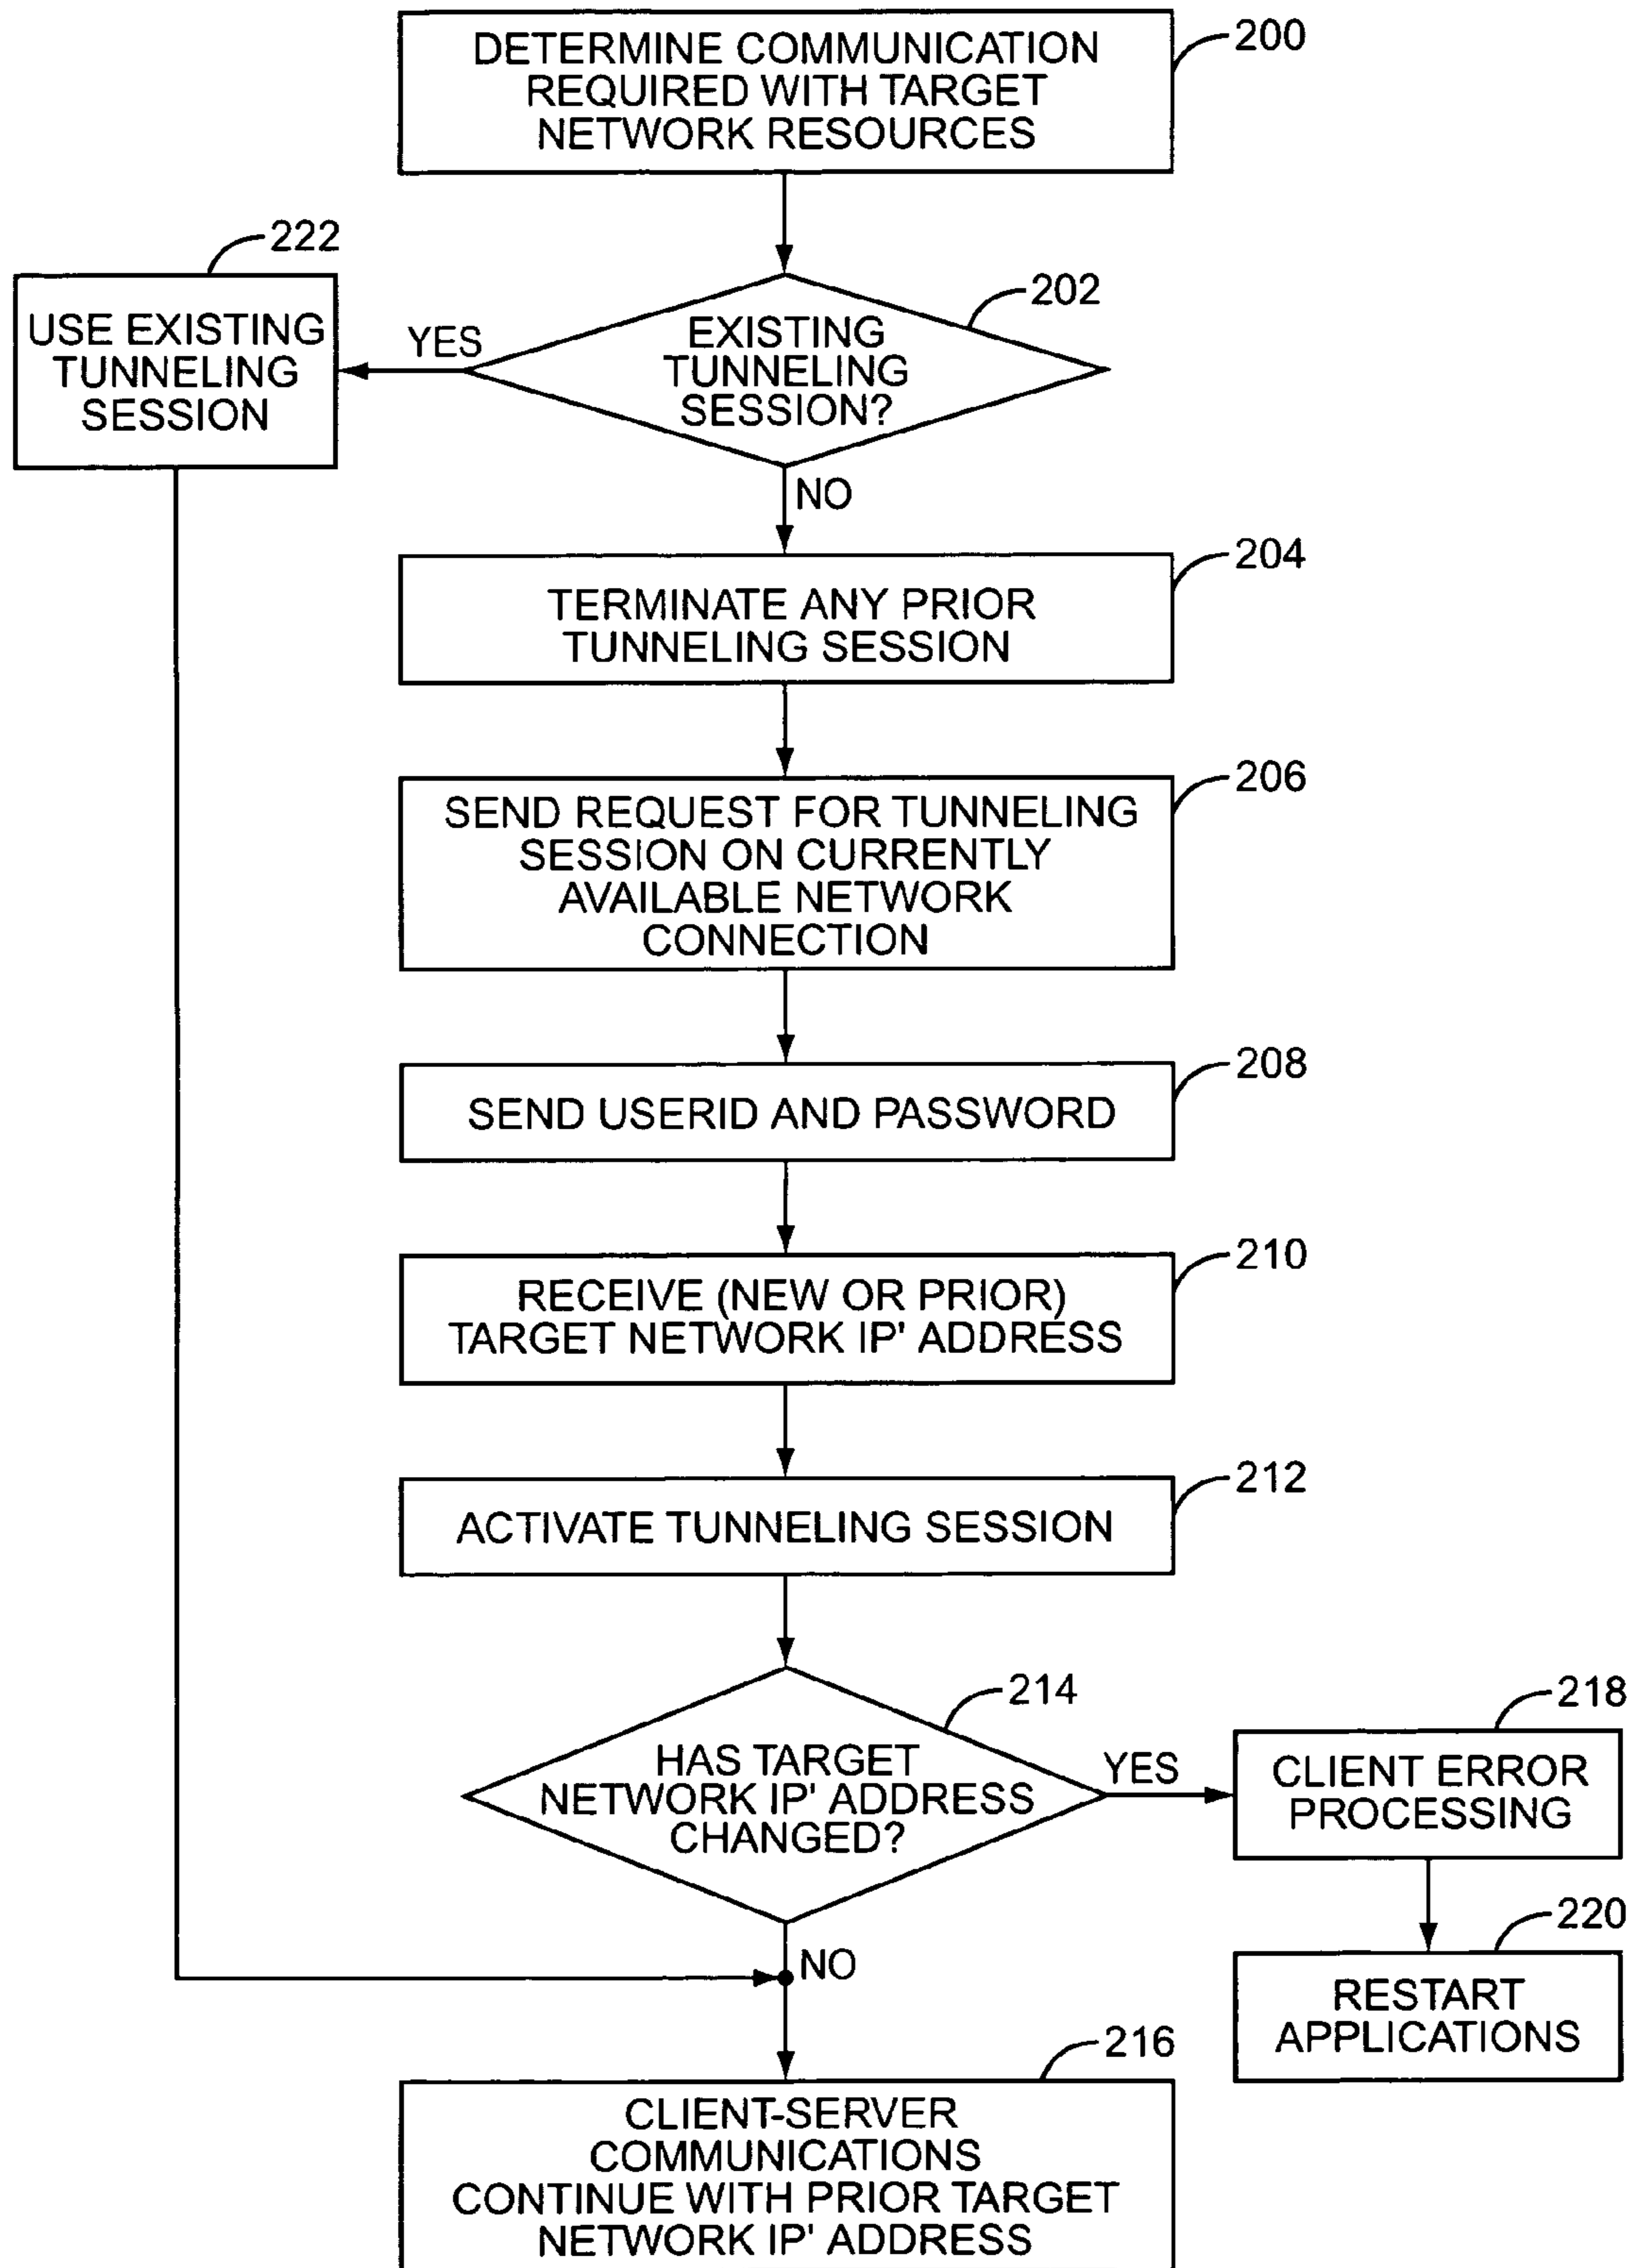 DETERMINE COMMUNICATION
REQUIRED WITH TARGET
NETWORK RESOURCES
200
222
USE EXISTING
TUNNELING
SESSION
YES
202
EXISTING
TUNNELING
SESSION?
NO
204
TERMINATE ANY PRIOR
TUNNELING SESSION
206
SEND REQUEST FOR TUNNELING
SESSION ON CURRENTLY
AVAILABLE NETWORK
CONNECTION
208
SEND USERID AND PASSWORD
210
RECEIVE (NEW OR PRIOR)
TARGET NETWORK IP' ADDRESS
212
ACTIVATE TUNNELING SESSION
214
HAS TARGET
NETWORK IP' ADDRESS
CHANGED?
YES
218
CLIENT ERROR
PROCESSING
NO
220
RESTART
APPLICATIONS
216
CLIENT-SERVER
COMMUNICATIONS
CONTINUE WITH PRIOR TARGET
NETWORK IP' ADDRESS